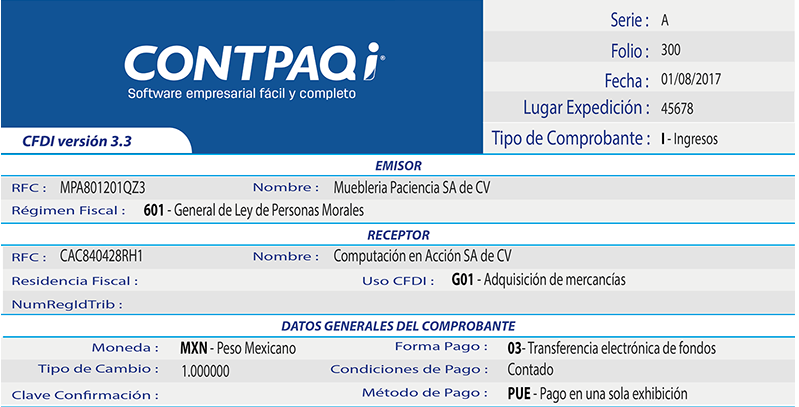 CONTPAQi®
Software empresarial fácil y completo
CFDI versión 3.3
Serie : A
Folio : 300
Fecha : 01/08/2017
Lugar Expedición : 45678
Tipo de Comprobante : I - Ingresos
EMISOR
RFC : MPA801201QZ3 Nombre : Muebleria Paciencia SA de CV
Régimen Fiscal : 601 - General de Ley de Personas Morales
RECEPTOR
RFC : CAC840428RH1 Nombre : Computación en Acción SA de CV
Residencia Fiscal : Uso CFDI : G01 - Adquisición de mercancías
NumRegIdTrib :
DATOS GENERALES DEL COMPROBANTE
Moneda : MXN - Peso Mexicano Forma Pago : 03- Transferencia electrónica de fondos
Tipo de Cambio : 1.000000 Condiciones de Pago : Contado
Clave Confirmación : Método de Pago : PUE - Pago en una sola exhibición